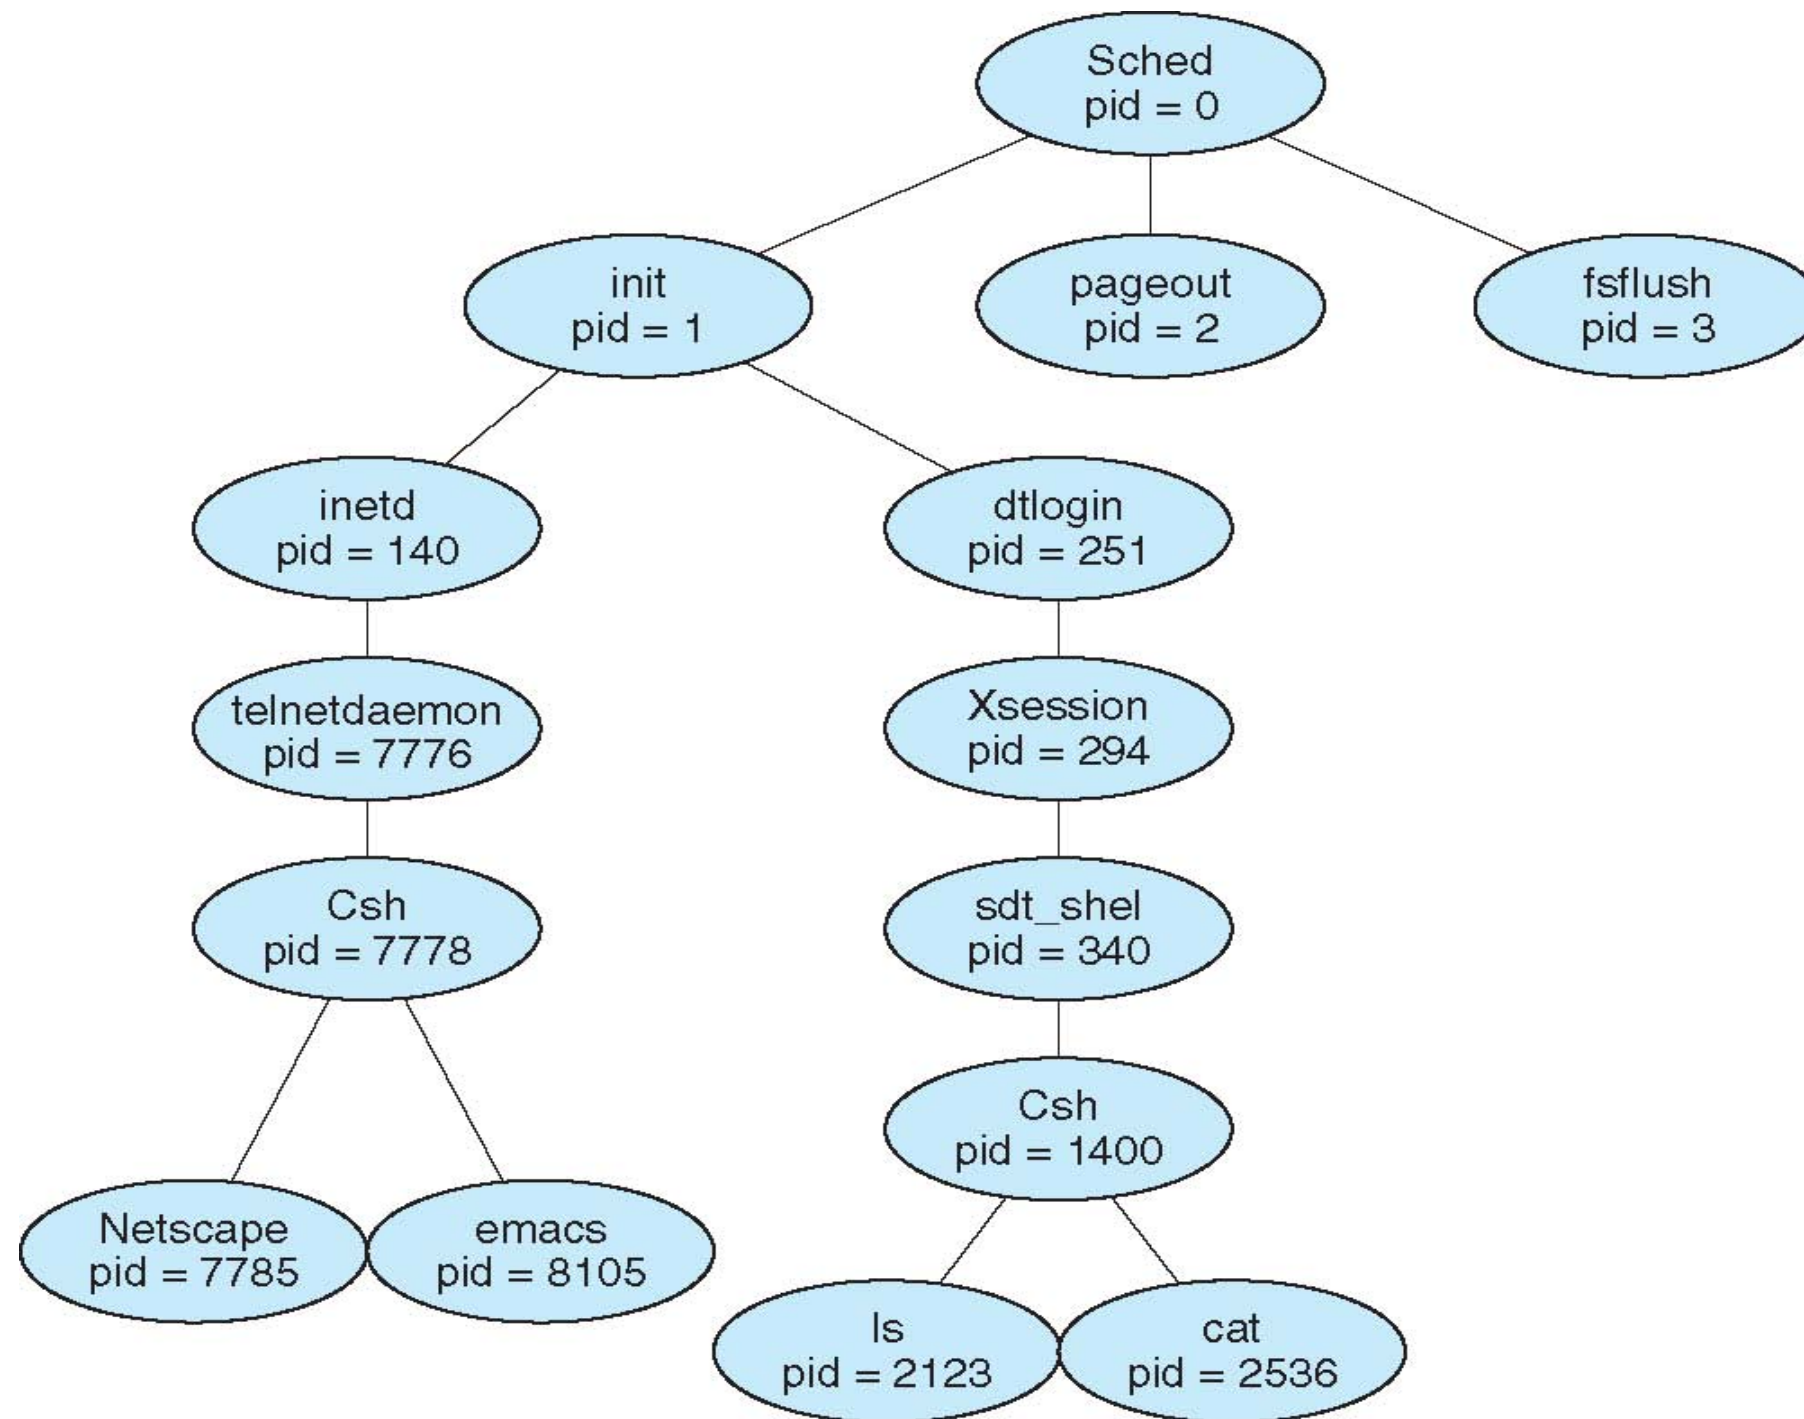 Sched
pid = 0
init
pid = 1
pageout
pid = 2
fsflush
pid = 3
inetd
pid = 140
dtlogin
pid = 251
telnetdaemon
pid = 7776
Xsession
pid = 294
Csh
pid = 7778
sdt_shel
pid = 340
Csh
pid = 1400
Netscape
pid = 7785
emacs
pid = 8105
ls
pid = 2123
cat
pid = 2536